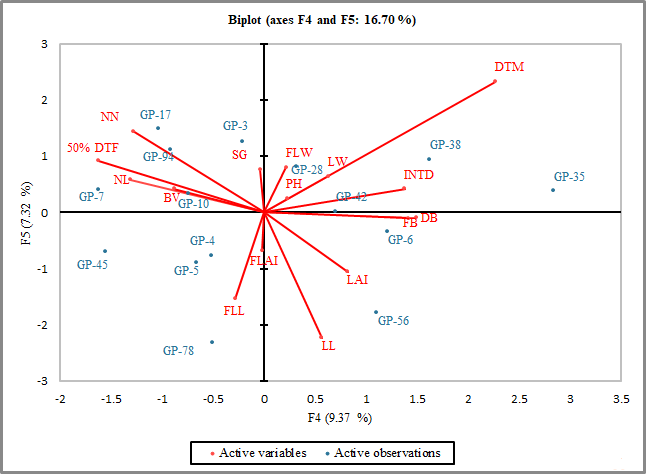 Biplot (axes F4 and F5: 16.70 %)
3
DTM
NN
GP-17
GP-3
GP-38
2
50% DTF
GP-94
SG
FLW
GP-28
LW
1
NL
PH
INTD
GP-35
GP-7
BV
GP-10
GP-42
0
FB DB
GP-6
GP-4
FLAI
GP-45
GP-5
LAI
-1
FLL
GP-56
GP-78
LL
-2
-3
-2 -1.5 -1 -0.5 0 0.5 1 1.5 2 2.5 3 3.5
F5 (7.32 %)
F4 (9.37 %)
Active variables Active observations